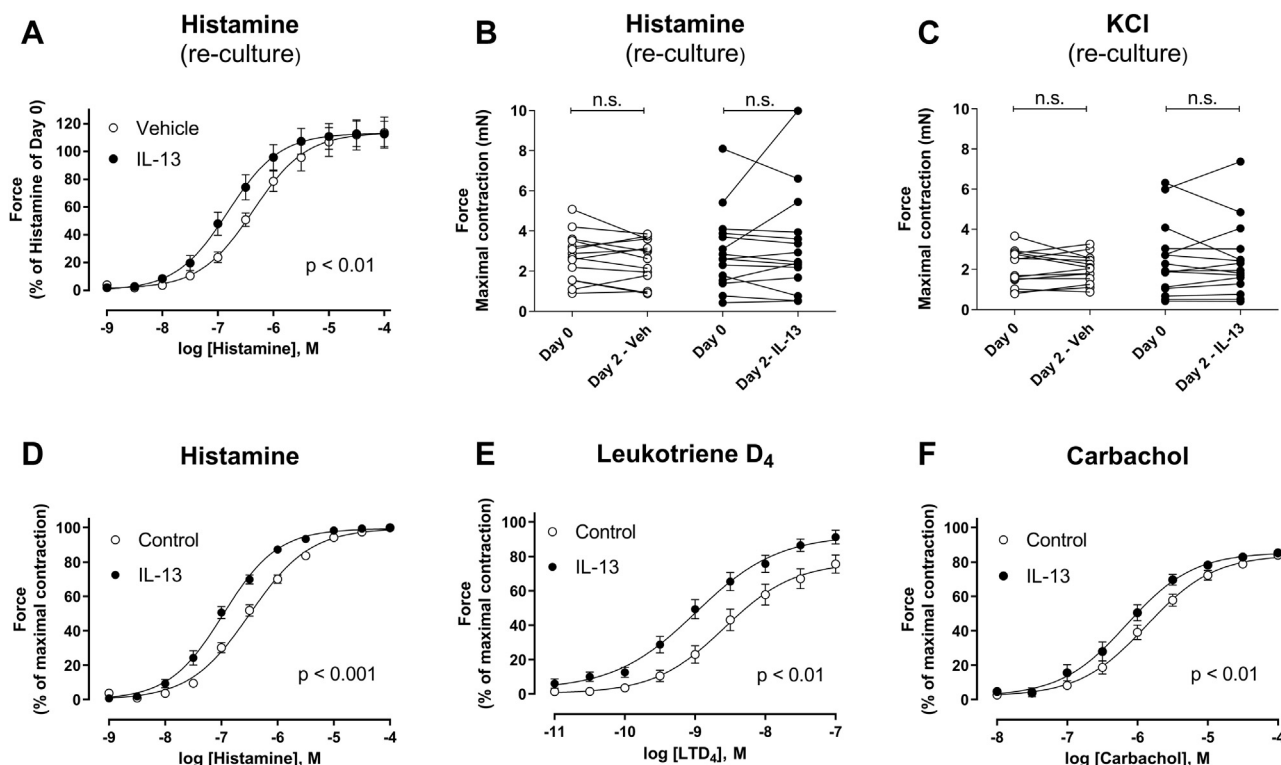 A
Histamine
(re-culture)
Force
(% of Histamine of Day 0)
120
100
80
60
40
20
0
Vehicle
IL-13
p < 0.01
-9
-8
-7
-6
-5
-4
log [Histamine], M
B
Histamine
(re-culture)
Force
Maximal contraction (mN)
10
8
6
4
2
0
n.s.
n.s.
Day 0
Day 2 - Veh
Day 0
Day 2- IL-13
C
KCl
(re-culture)
Force
Maximal contraction (mN)
10
8
6
4
2
0
n.s.
n.s.
Day 0
Day 2 - Veh
Day 0
Day 2- IL-13
D
Histamine
Force
(% of maximal contraction)
100
80
60
40
20
0
Control
IL-13
p < 0.001
-9
-8
-7
-6
-5
-4
log [Histamine], M
E
Leukotriene D₄
Force
(% of maximal contraction)
100
80
60
40
20
0
Control
IL-13
p < 0.01
-11
-10
-9
-8
-7
log [LTD₄], M
F
Carbachol
Force
(% of maximal contraction)
100
80
60
40
20
0
Control
IL-13
p < 0.01
-8
-7
-6
-5
-4
log [Carbachol], M